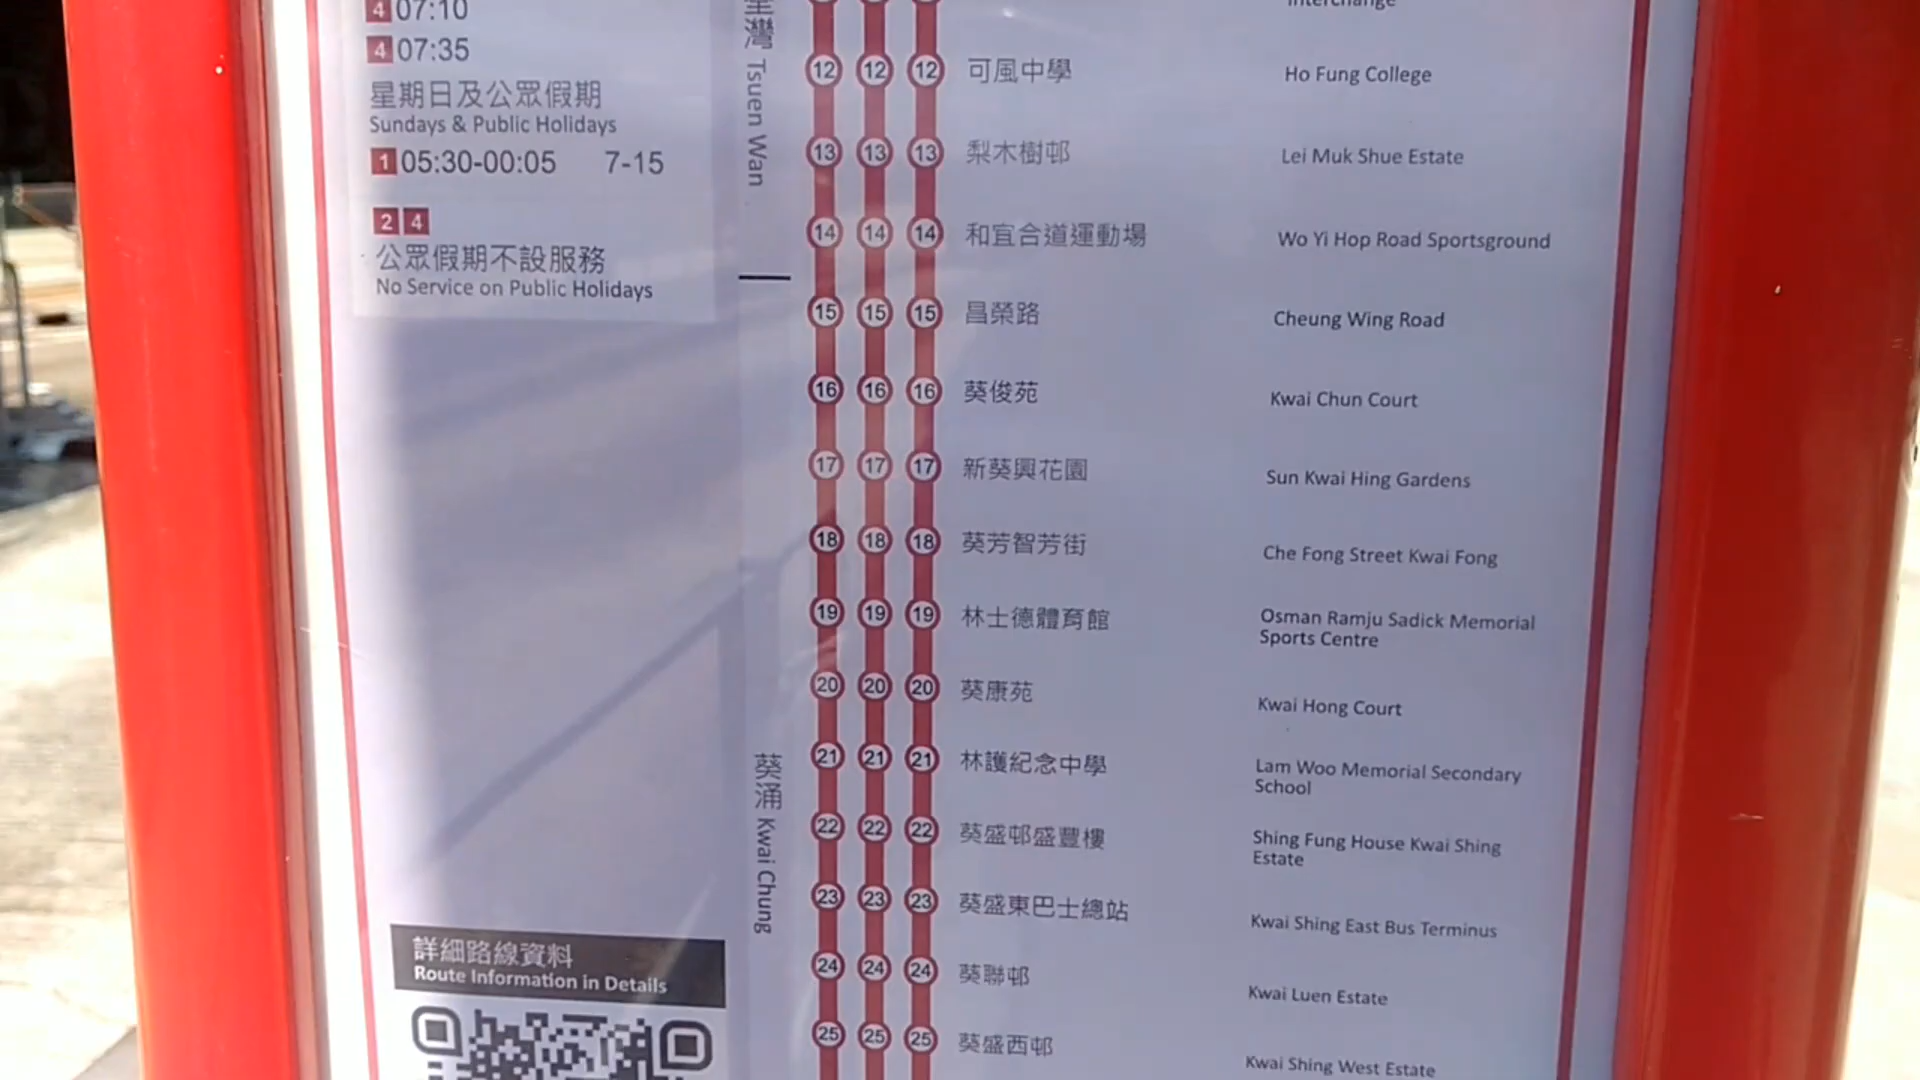 4 07:10
4 07:35
星期日及公眾假期
Sundays & Public Holidays
1 05:30-00:05 7-15
2 4
公眾假期不設服務
No Service on Public Holidays
詳細路線資料
Route Information in Details
荃灣 Tsuen Wan
葵涌 Kwai Chung
Interchange
12 12 12 可風中學 Ho Fung College
13 13 13 梨木樹邨 Lei Muk Shue Estate
14 14 14 和宜合道運動場 Wo Yi Hop Road Sportsground
15 15 15 昌榮路 Cheung Wing Road
16 16 16 葵俊苑 Kwai Chun Court
17 17 17 新葵興花園 Sun Kwai Hing Gardens
18 18 18 葵芳智芳街 Che Fong Street Kwai Fong
19 19 19 林士德體育館 Osman Ramju Sadick Memorial
Sports Centre
20 20 20 葵康苑 Kwai Hong Court
21 21 21 林護紀念中學 Lam Woo Memorial Secondary
School
22 22 22 葵盛邨盛豐樓 Shing Fung House Kwai Shing
Estate
23 23 23 葵盛東巴士總站 Kwai Shing East Bus Terminus
24 24 24 葵聯邨 Kwai Luen Estate
25 25 25 葵盛西邨 Kwai Shing West Estate